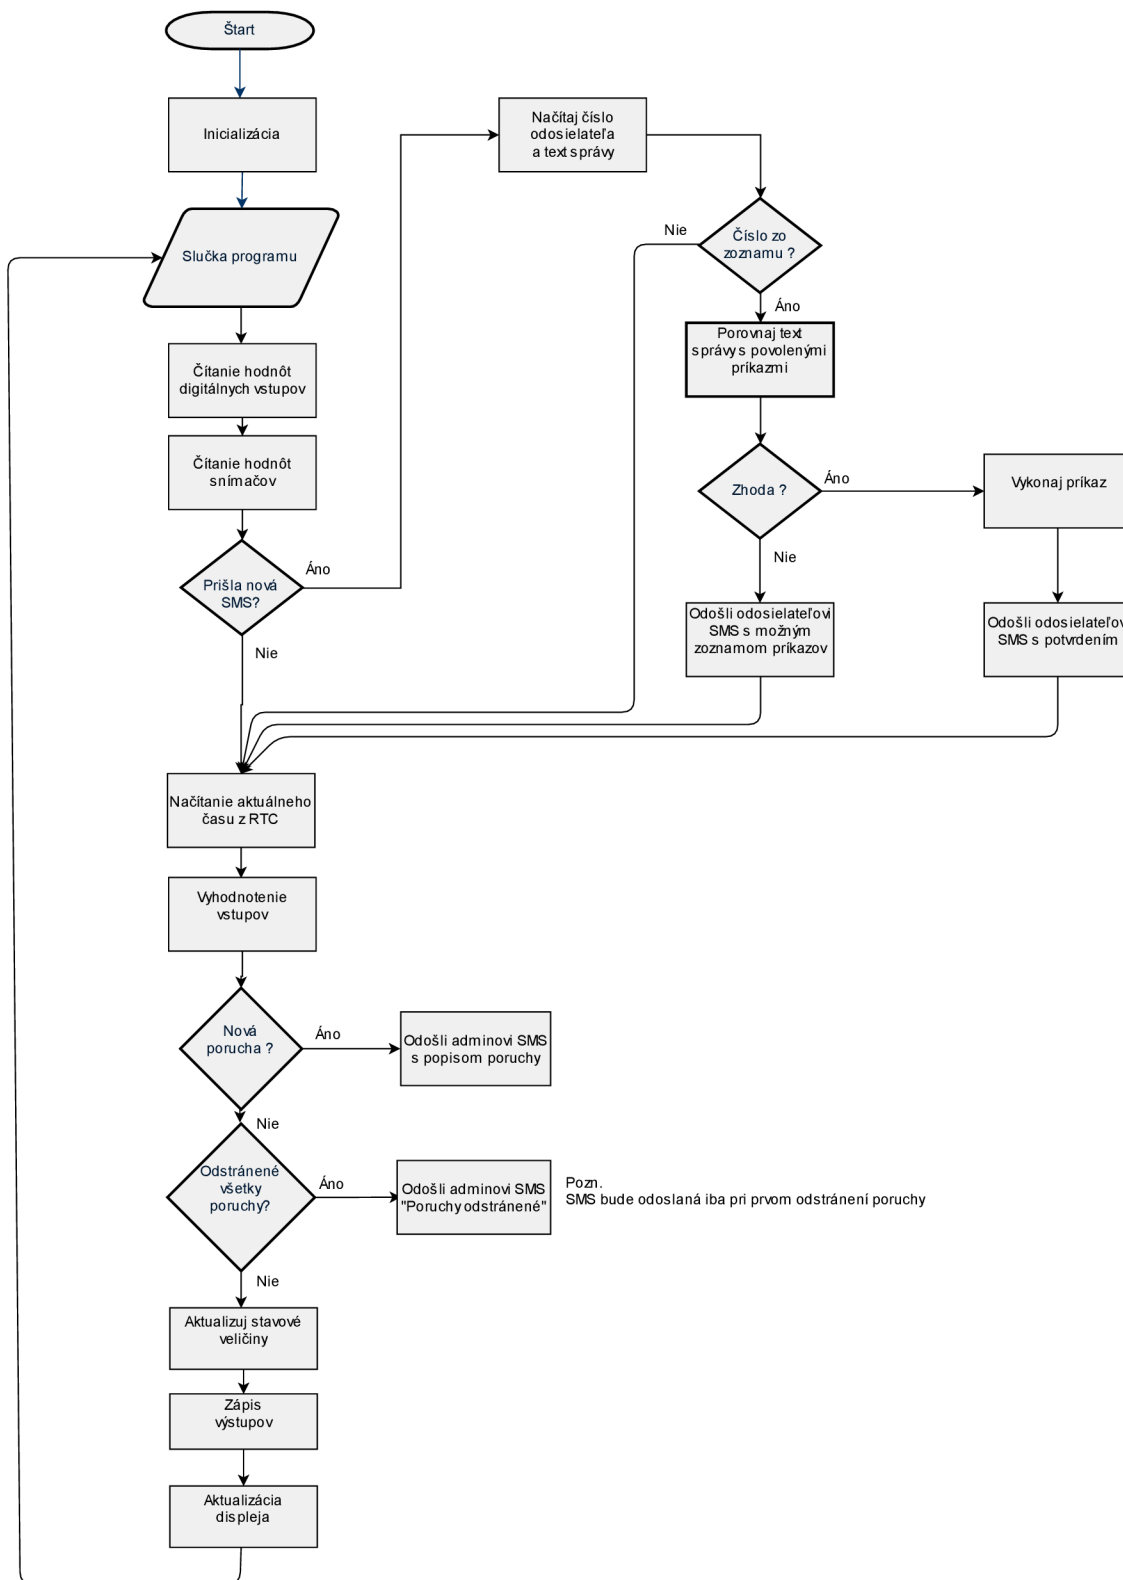 Štart
Inicializácia
Slučka programu
Čítanie hodnôt
digitálnych vstupov
Čítanie hodnôt
snímačov
Prišla nová
SMS?
Áno
Nie
Načítaj číslo
odosielateľa
a text správy
Číslo zo
zoznamu ?
Nie
Áno
Porovnaj text
správy s povolenými
príkazmi
Zhoda ?
Áno
Nie
Vykonaj príkaz
Odošli odosielateľovi
SMS s možným
zoznamom príkazov
Odošli odosielateľov
SMS s potvrdením
Načítanie aktuálneho
času z RTC
Vyhodnotenie
vstupov
Nová
porucha ?
Áno
Nie
Odošli adminovi SMS
s popisom poruchy
Odstránené
všetky
poruchy?
Áno
Nie
Odošli adminovi SMS
"Poruchy odstránené"
Pozn.
SMS bude odoslaná iba pri prvom odstránení poruchy
Aktualizuj stavové
veličiny
Zápis
výstupov
Aktualizácia
displeja